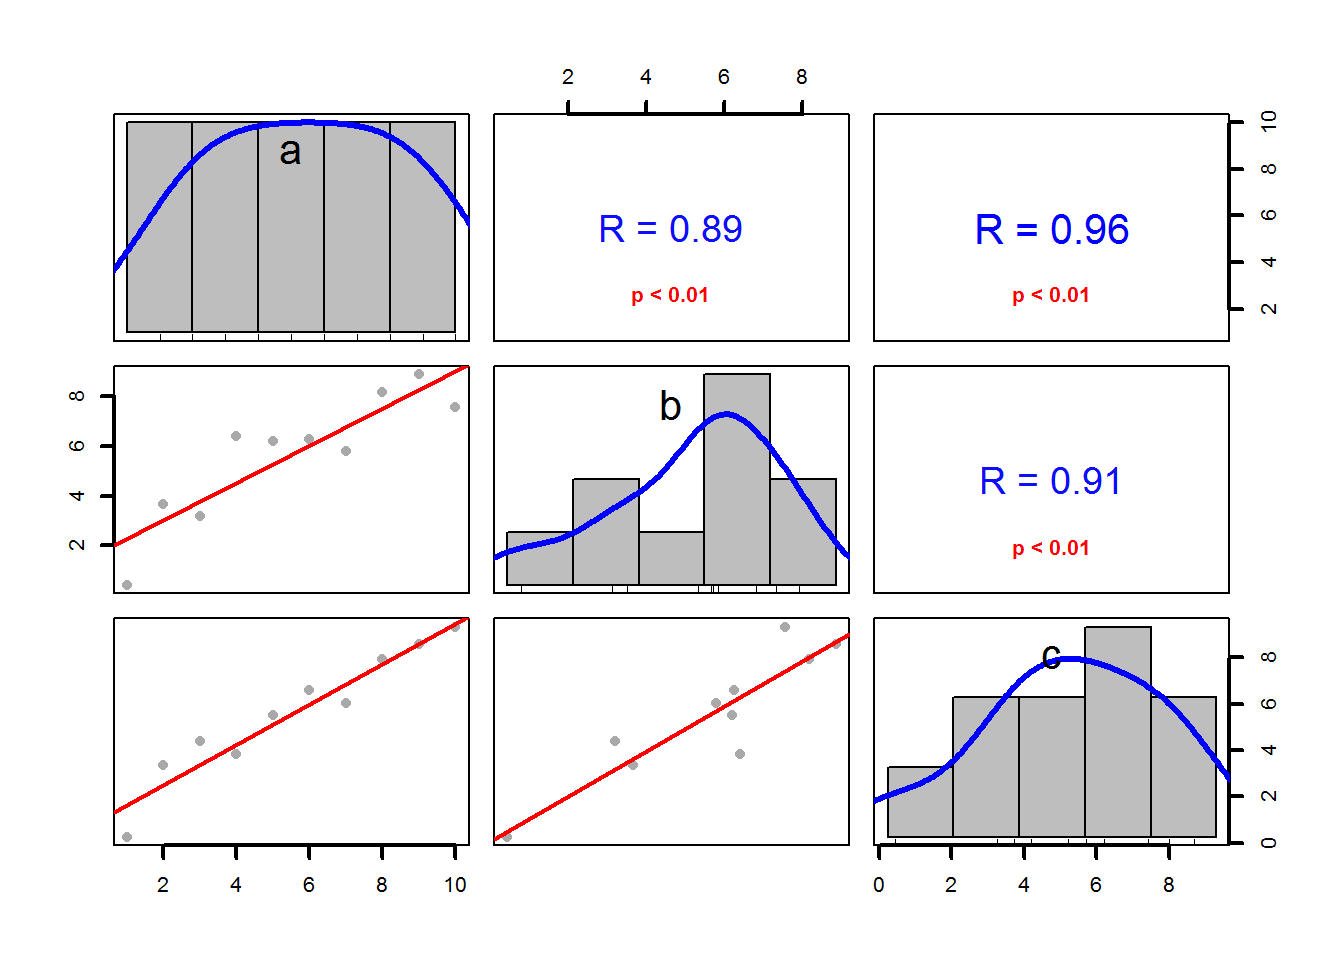 2 4 6 8
a
R = 0.89
p < 0.01
R = 0.96
p < 0.01
2 4 6 8 10
2 4 6 8
b
R = 0.91
p < 0.01
c
0 2 4 6 8
2 4 6 8 10
0 2 4 6 8